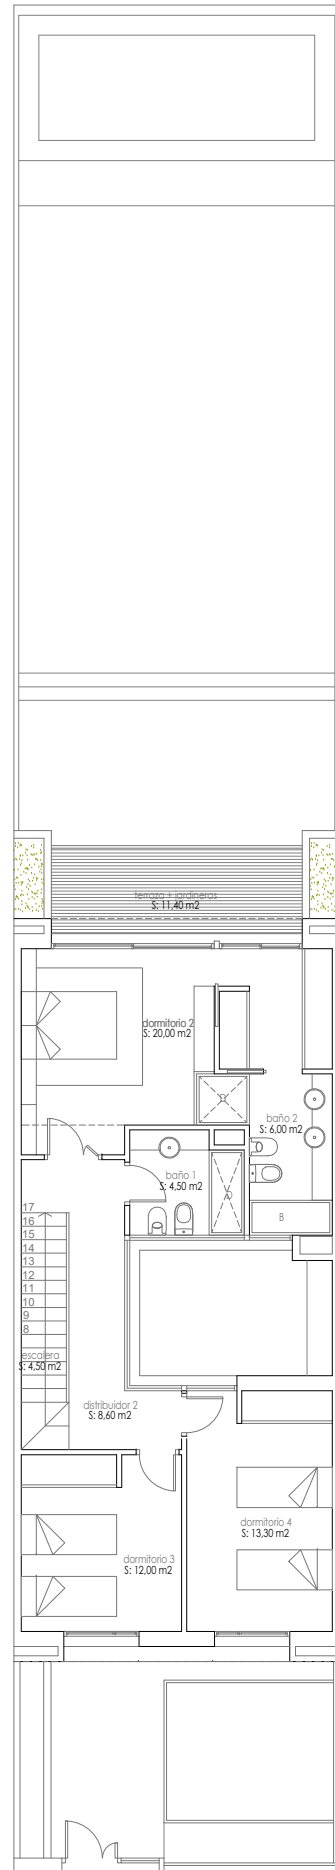 terraza + jardineras
S: 11,40 m2
dormitorio 2
S: 20,00 m2
D
baño 2
S: 6,00 m2
baño 1
S: 4,50 m2
D
B
17
16
15
14
13
12
11
10
9
8
escalera
S: 4,50 m2
distribuidor 2
S: 8,60 m2
dormitorio 4
S: 13,30 m2
dormitorio 3
S: 12,00 m2